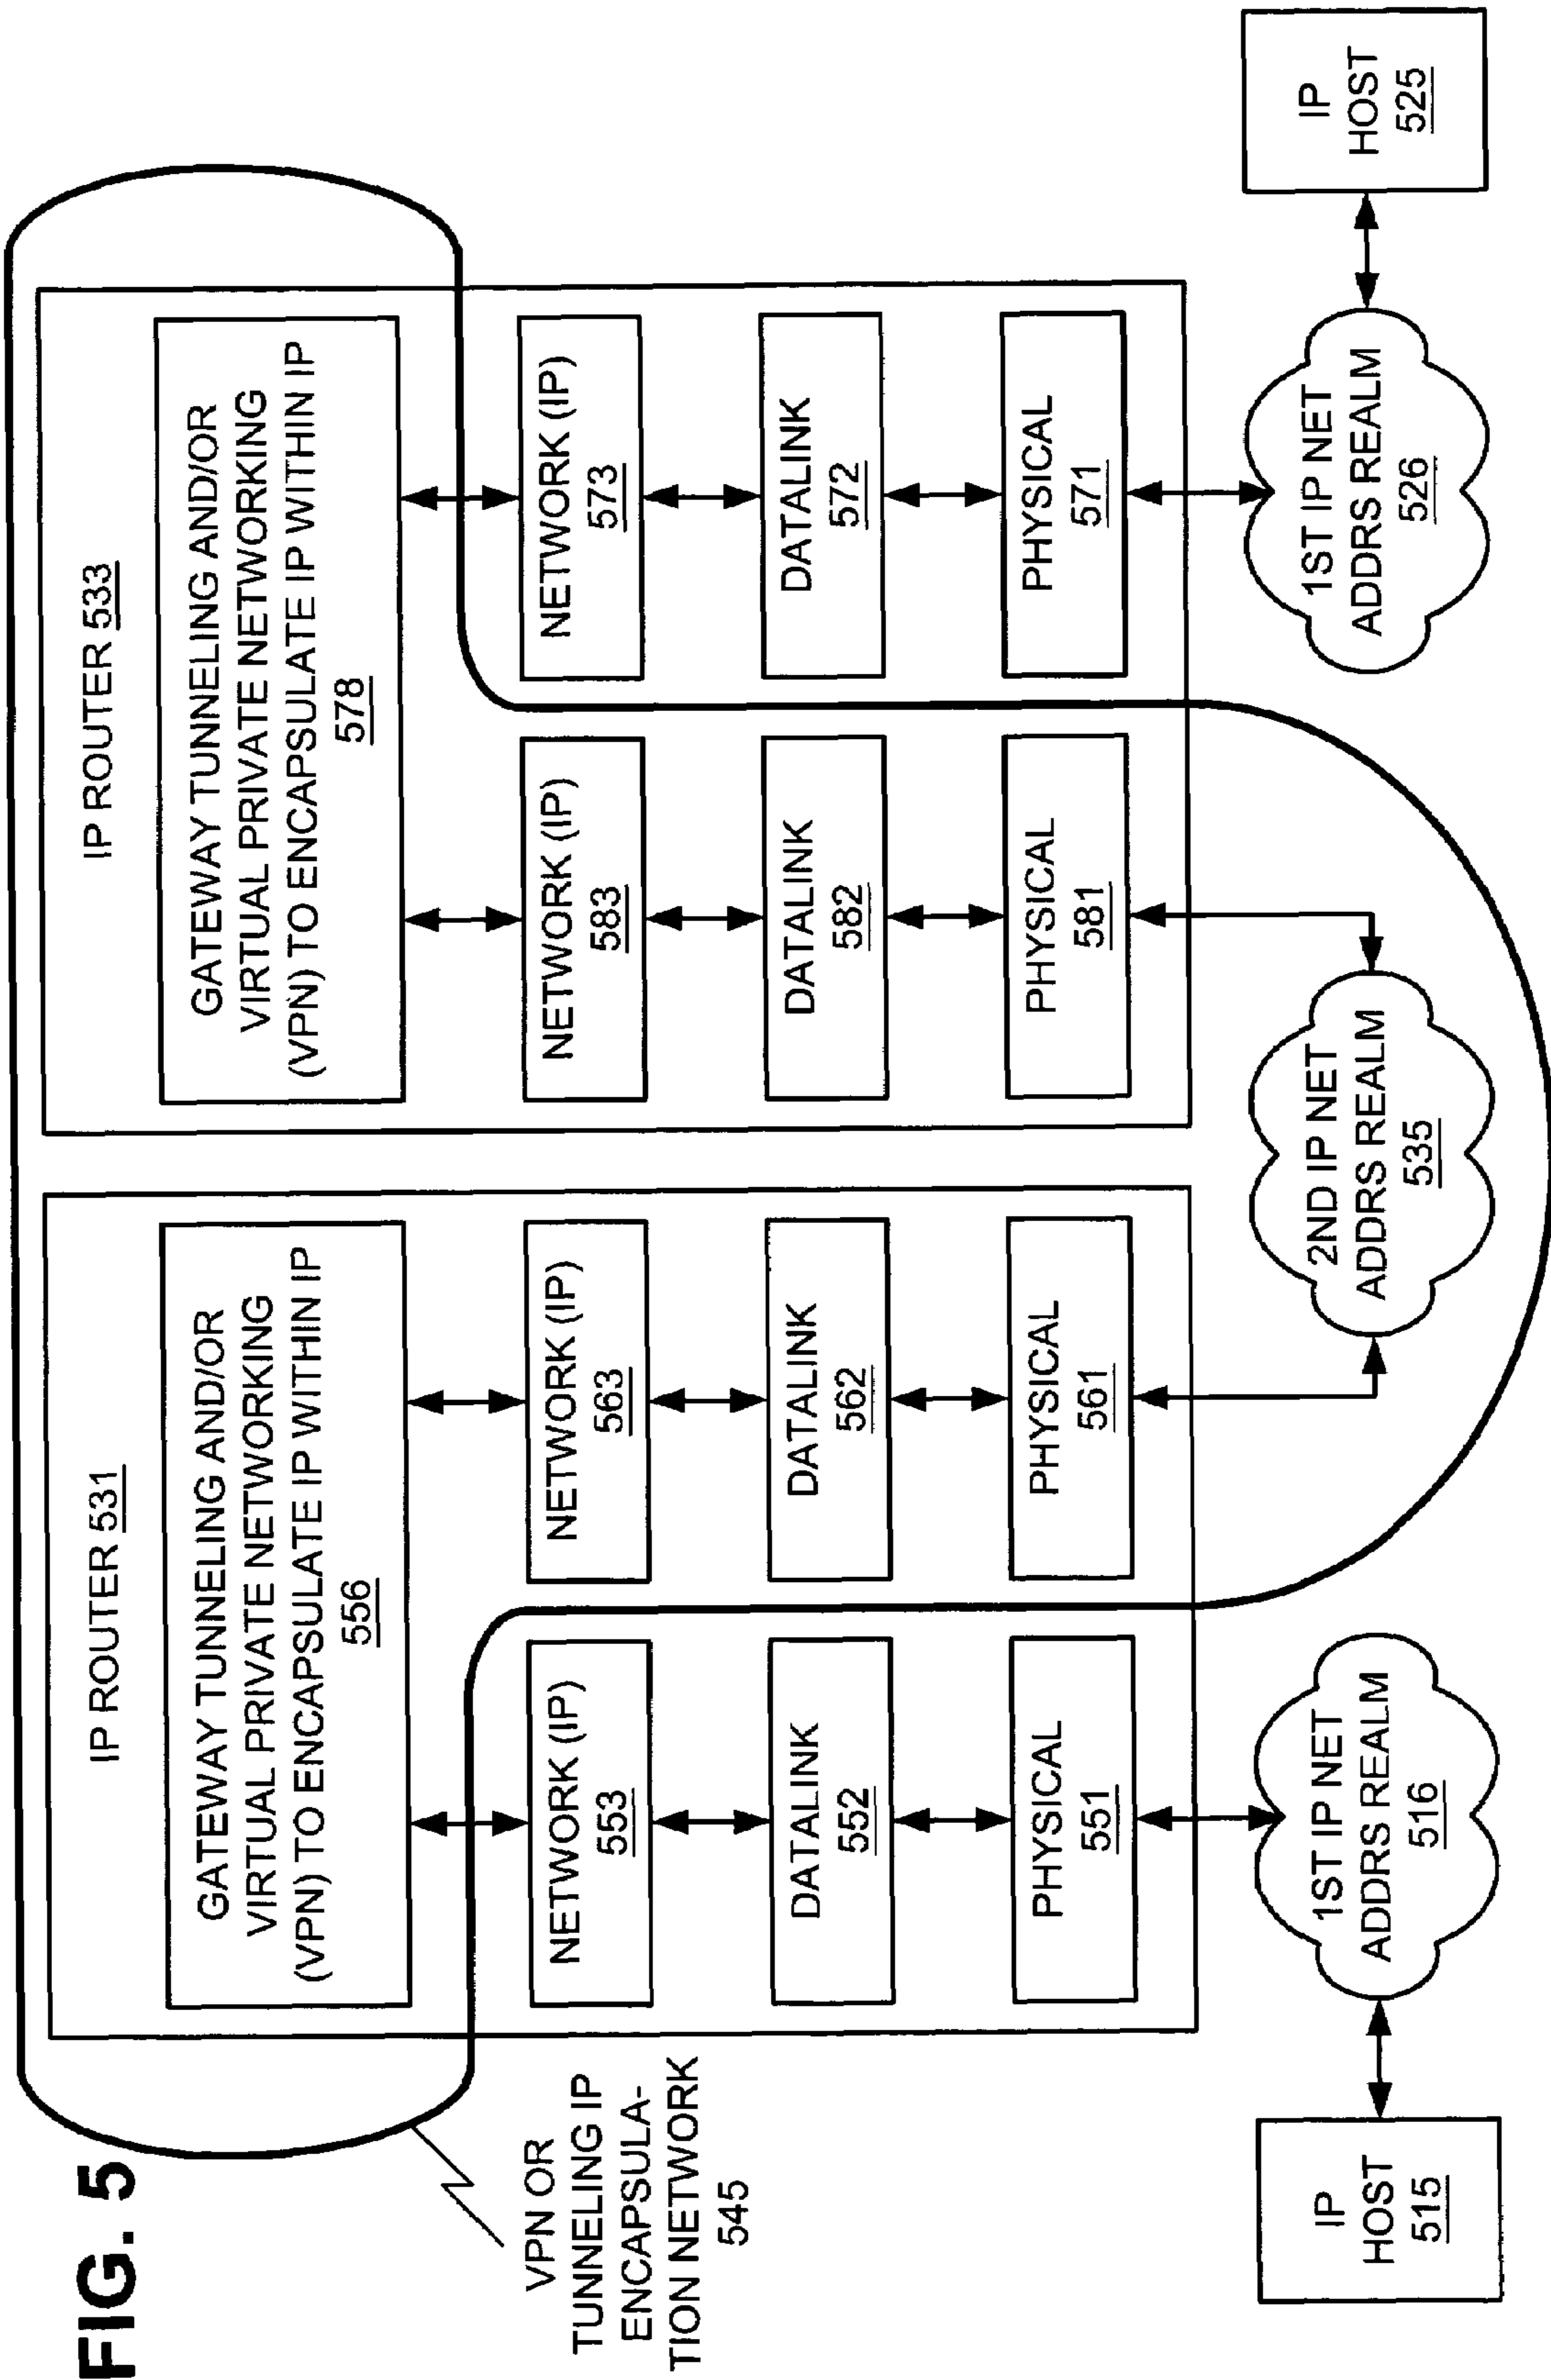 FIG. 5
VPN OR
TUNNELING IP
ENCAPSULA-
TION NETWORK
545
IP ROUTER 531
GATEWAY TUNNELING AND/OR
VIRTUAL PRIVATE NETWORKING
(VPN) TO ENCAPSULATE IP WITHIN IP
556
NETWORK (IP)
553
NETWORK (IP)
563
DATALINK
552
DATALINK
562
PHYSICAL
551
PHYSICAL
561
IP ROUTER 533
GATEWAY TUNNELING AND/OR
VIRTUAL PRIVATE NETWORKING
(VPN) TO ENCAPSULATE IP WITHIN IP
578
NETWORK (IP)
583
NETWORK (IP)
573
DATALINK
582
DATALINK
572
PHYSICAL
581
PHYSICAL
571
IP
HOST
515
1ST IP NET
ADDRS REALM
516
2ND IP NET
ADDRS REALM
535
1ST IP NET
ADDRS REALM
526
IP
HOST
525